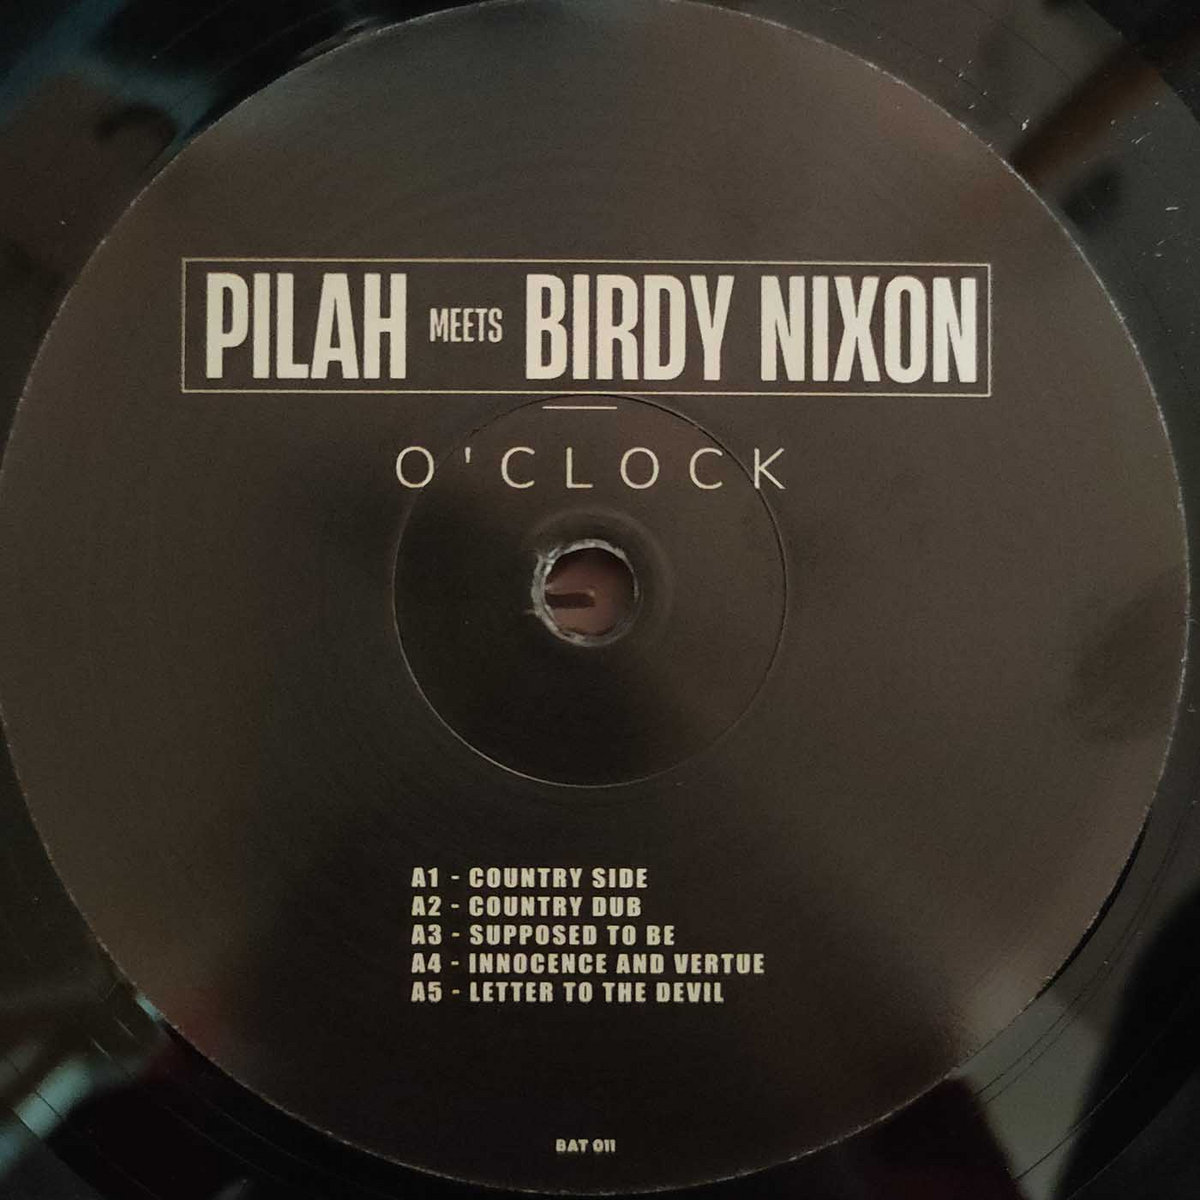 PILAH MEETS BIRDY NIXON
O'CLOCK
A1 - COUNTRY SIDE
A2 - COUNTRY DUB
A3 - SUPPOSED TO BE
A4 - INNOCENCE AND VERTUE
A5 - LETTER TO THE DEVIL
BAT 011